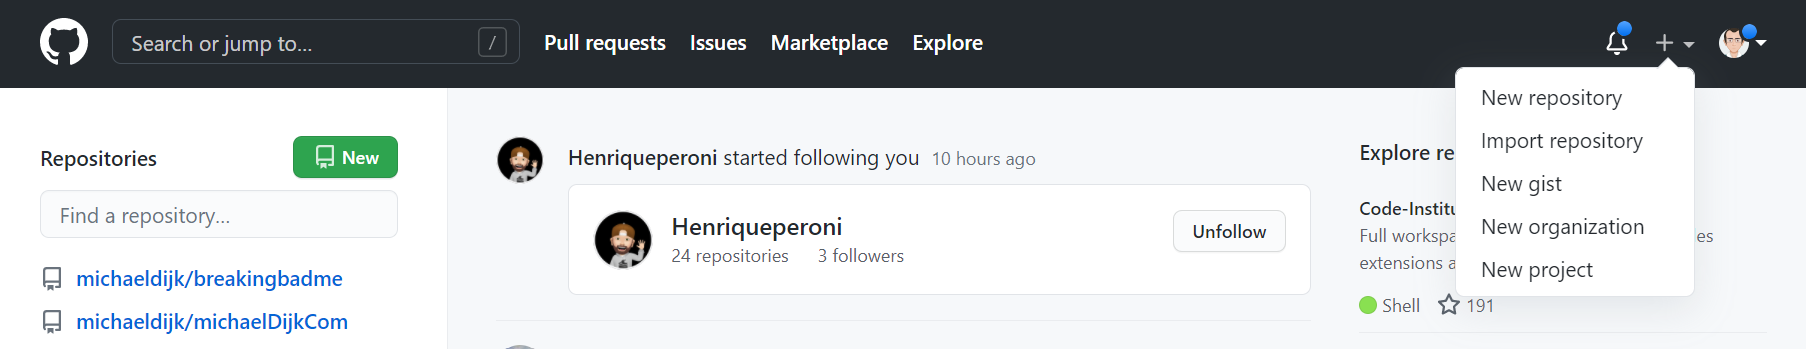 Search or jump to...
/
Pull requests
Issues
Marketplace
Explore
Repositories
New
Find a repository...
michaeldijk/breakingbadme
michaeldijk/michaelDijkCom
Henriqueperoni started following you 10 hours ago
Henriqueperoni
24 repositories 3 followers
Unfollow
New repository
Import repository
New gist
New organization
New project
Explore re
Code-Institu
Full workspa es
extensions a
Shell 191